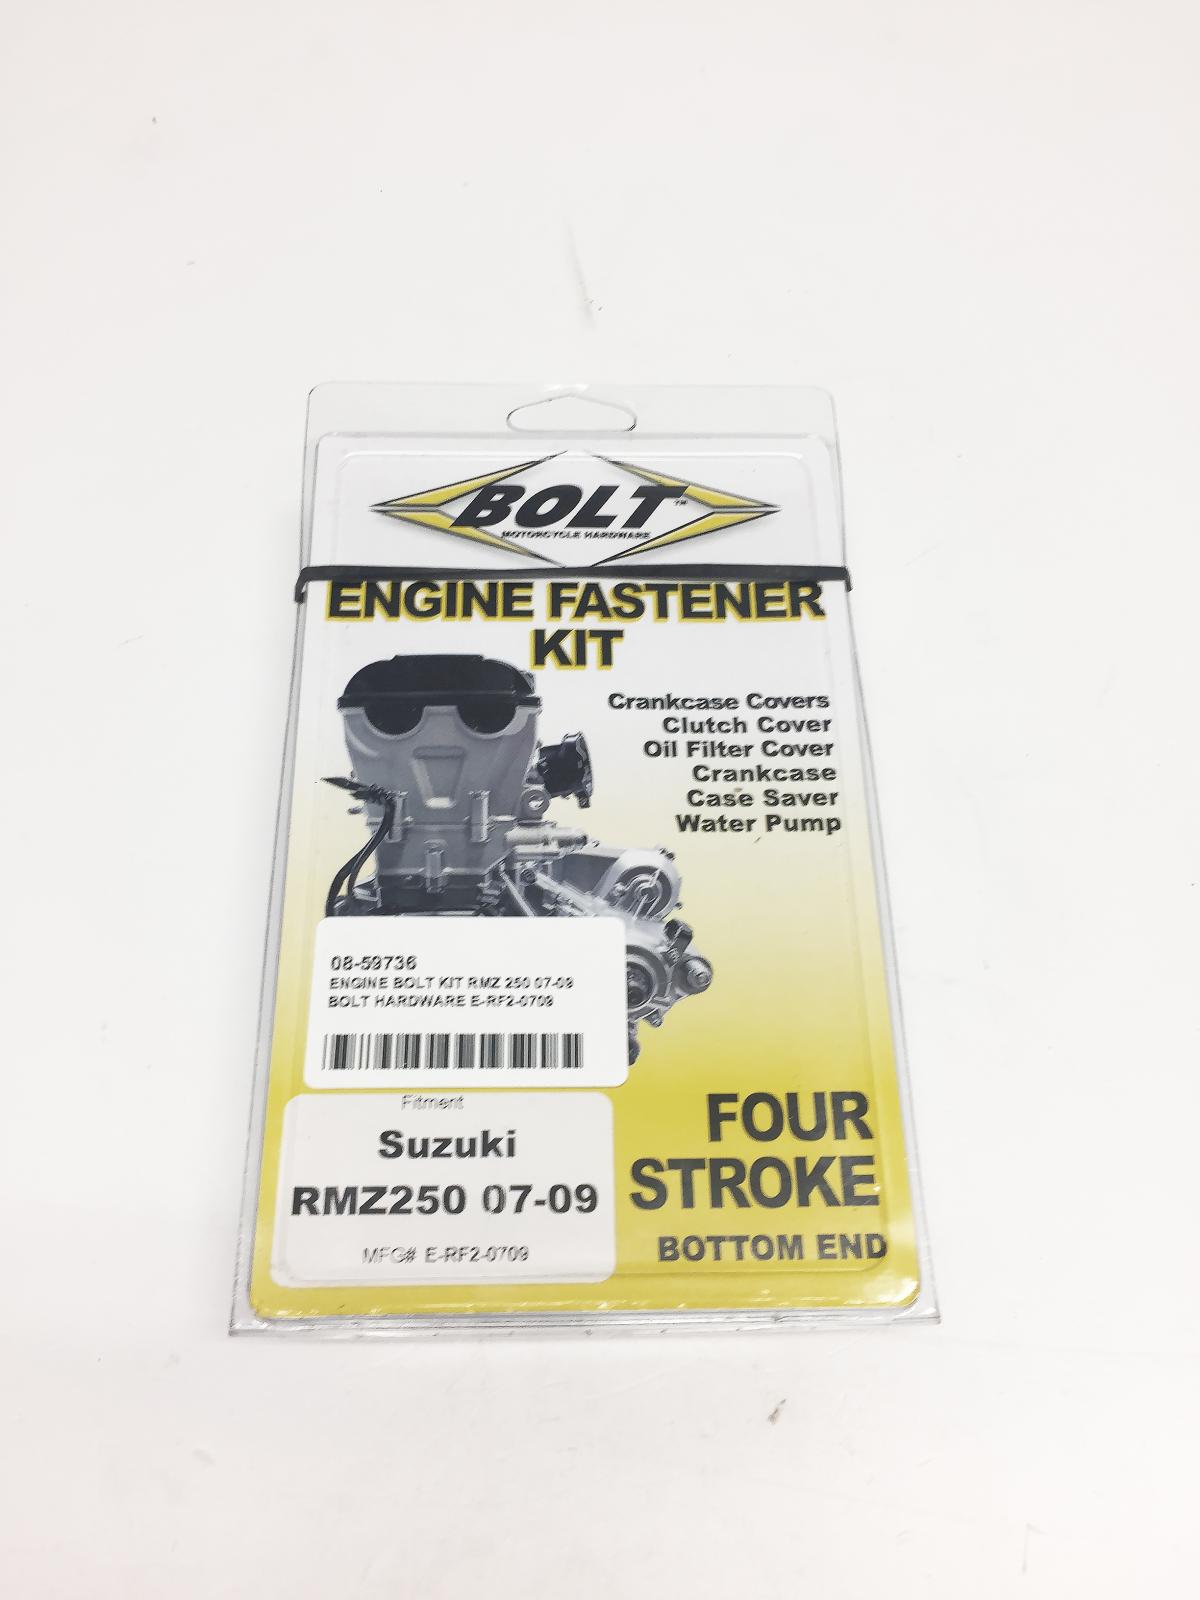 BOLT™
MOTORCYCLE HARDWARE
ENGINE FASTENER
KIT
Crankcase Covers
Clutch Cover
Oil Filter Cover
Crankcase
Case Saver
Water Pump
08-59736
ENGINE BOLT KIT RMZ 250 07-09
BOLT HARDWARE E-RF2-0709
Fitment
Suzuki
RMZ250 07-09
MFG# E-RF2-0709
FOUR
STROKE
BOTTOM END